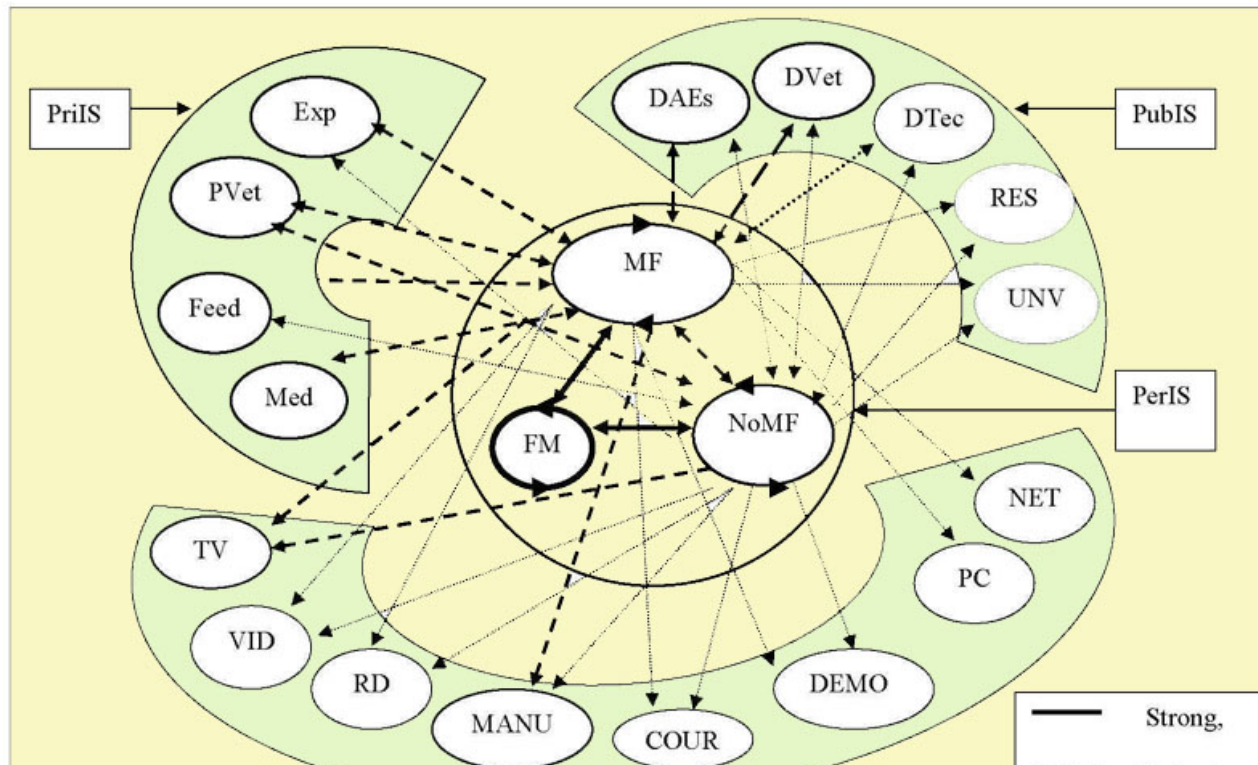 PriIS
Exp
PVet
Feed
Med
DAEs
DVet
DTec
RES
UNV
PubIS
MF
FM
NoMF
PerIS
TV
VID
RD
MANU
COUR
DEMO
PC
NET
Strong,